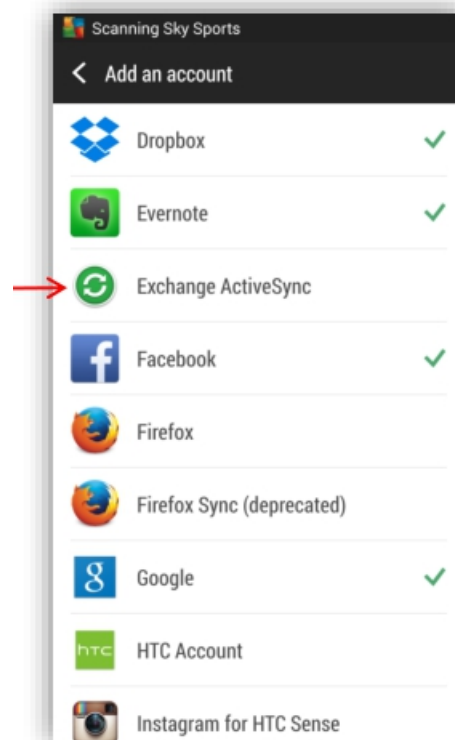 Scanning Sky Sports
Add an account
Dropbox
Evernote
Exchange ActiveSync
Facebook
Firefox
Firefox Sync (deprecated)
Google
hTC HTC Account
Instagram for HTC Sense